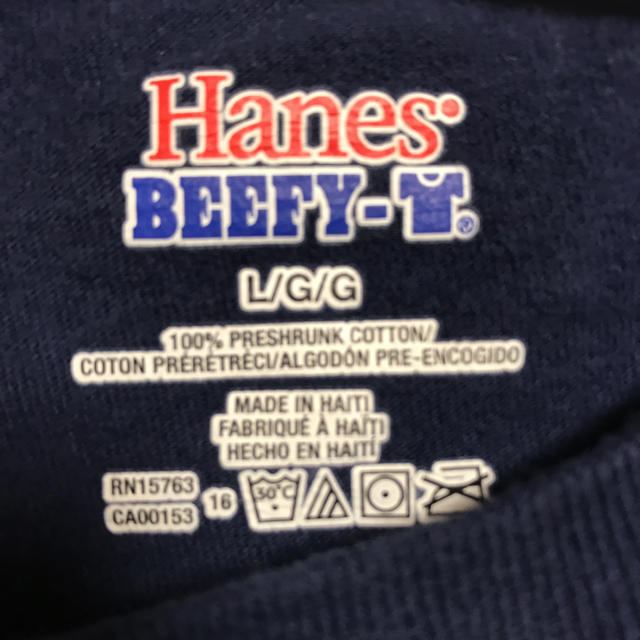 Hanes
BEEFY-T®
L/G/G
100% PRESHRUNK COTTON/
COTON PRÉRÉTRÉCI/ALGODÓN PRE-ENCOGIDO
MADE IN HAITI
FABRIQUÉ À HAÏTI
HECHO EN HAITÍ
RN15763
CA00153
16
30°C